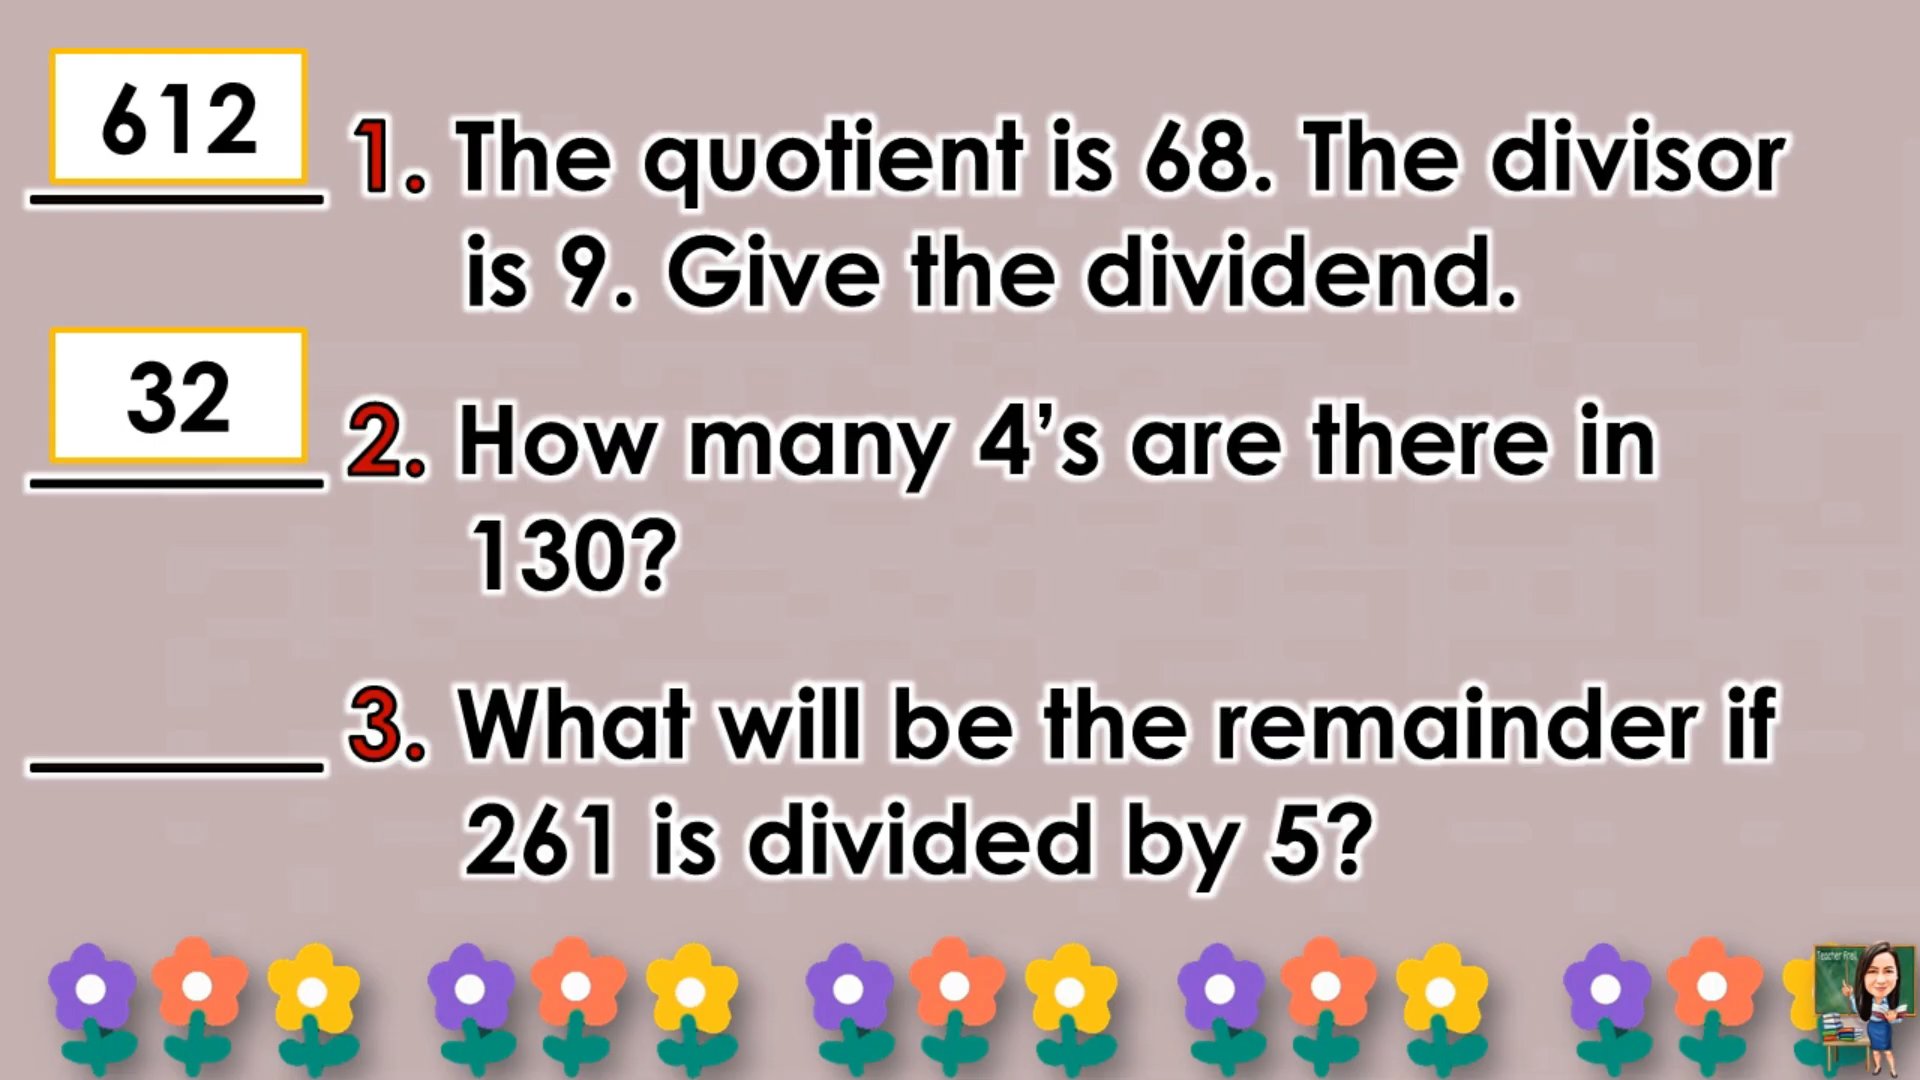 612
1. The quotient is 68. The divisor
is 9. Give the dividend.
32
2. How many 4’s are there in
130?
3. What will be the remainder if
261 is divided by 5?
Teacher